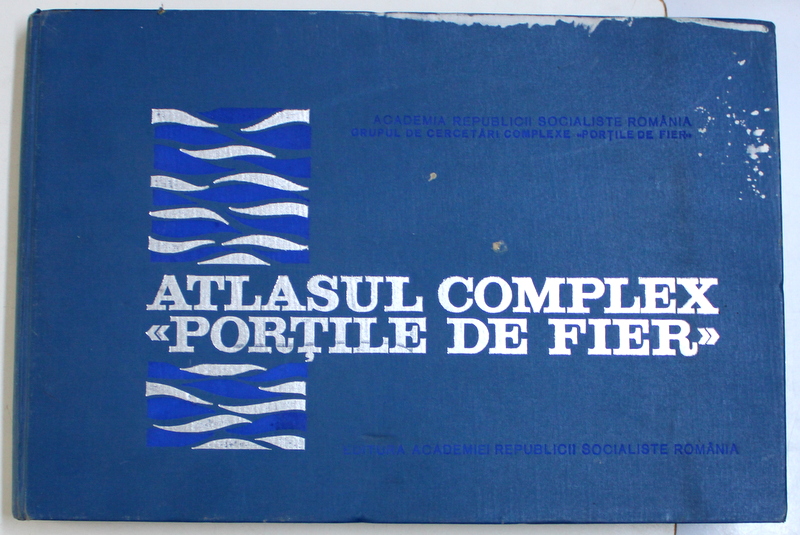 ACADEMIA REPUBLICII SOCIALISTE ROMÂNIA
GRUPUL DE CERCETĂRI COMPLEXE «PORȚILE DE FIER»
ATLASUL COMPLEX
«PORȚILE DE FIER»
EDITURA ACADEMIEI REPUBLICII SOCIALISTE ROMÂNIA